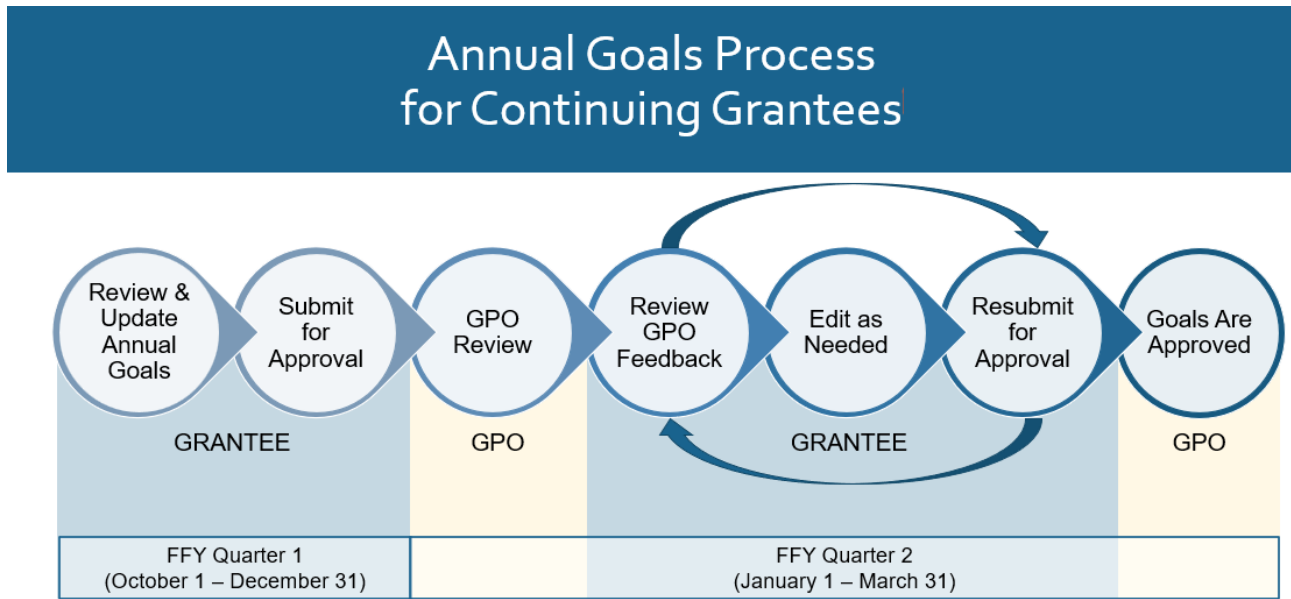 Annual Goals Process
for Continuing Grantees
Review &
Update
Annual
Goals
Submit
for
Approval
GPO
Review
Review
GPO
Feedback
Edit as
Needed
Resubmit
for
Approval
Goals Are
Approved
GRANTEE
GPO
GRANTEE
GPO
FFY Quarter 1
(October 1 – December 31)
FFY Quarter 2
(January 1 – March 31)